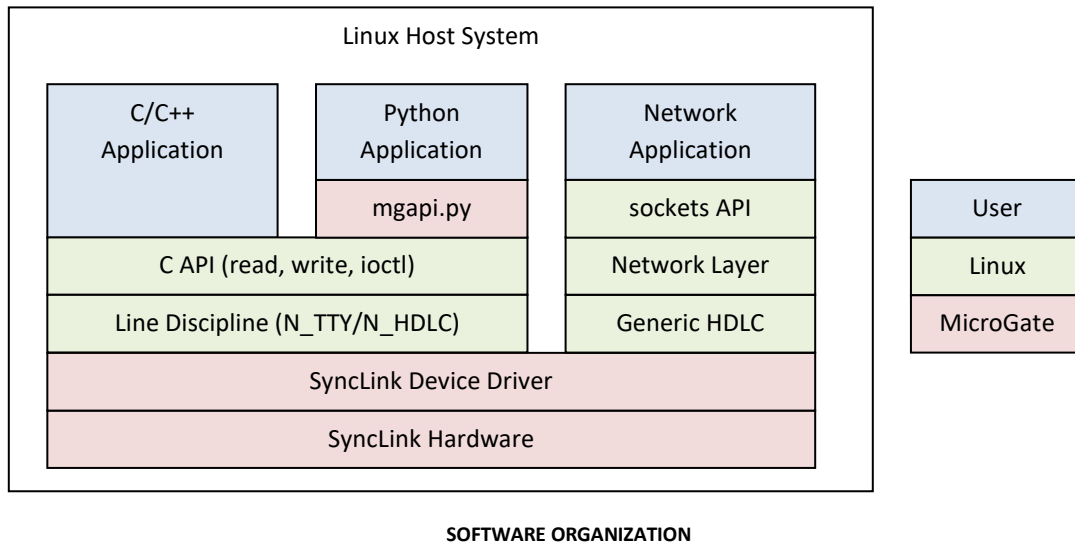 Linux Host System
C/C++
Application
Python
Application
Network
Application
mgapi.py
sockets API
User
C API (read, write, ioctl)
Network Layer
Linux
Line Discipline (N_TTY/N_HDLC)
Generic HDLC
MicroGate
SyncLink Device Driver
SyncLink Hardware
SOFTWARE ORGANIZATION